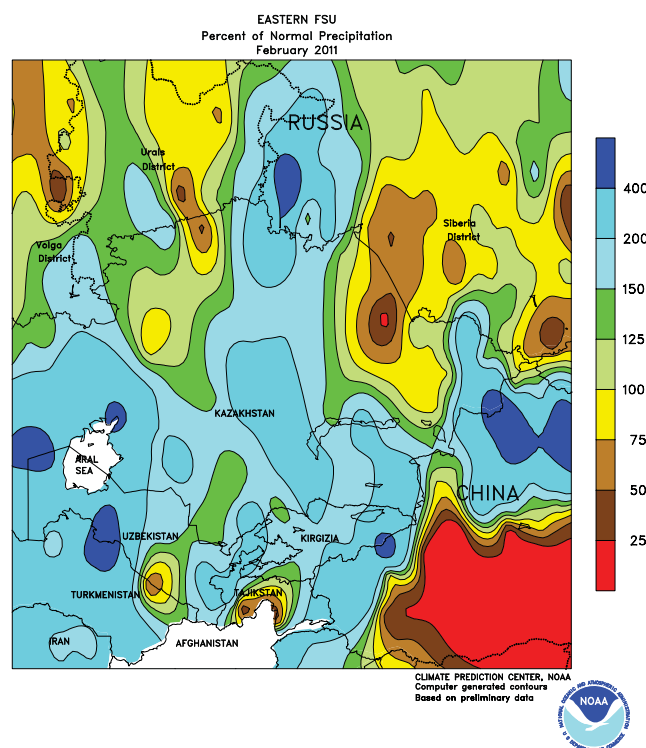 EASTERN FSU
Percent of Normal Precipitation
February 2011
RUSSIA
Urals
District
Siberia
District
Volga
District
400
200
150
125
100
75
50
25
KAZAKHSTAN
ARAL
SEA
CHINA
UZBEKISTAN
KIRGIZIA
TURKMENISTAN
TAJIKSTAN
IRAN
AFGHANISTAN
CLIMATE PREDICTION CENTER, NOAA
Computer generated contours
Based on preliminary data
NOAA